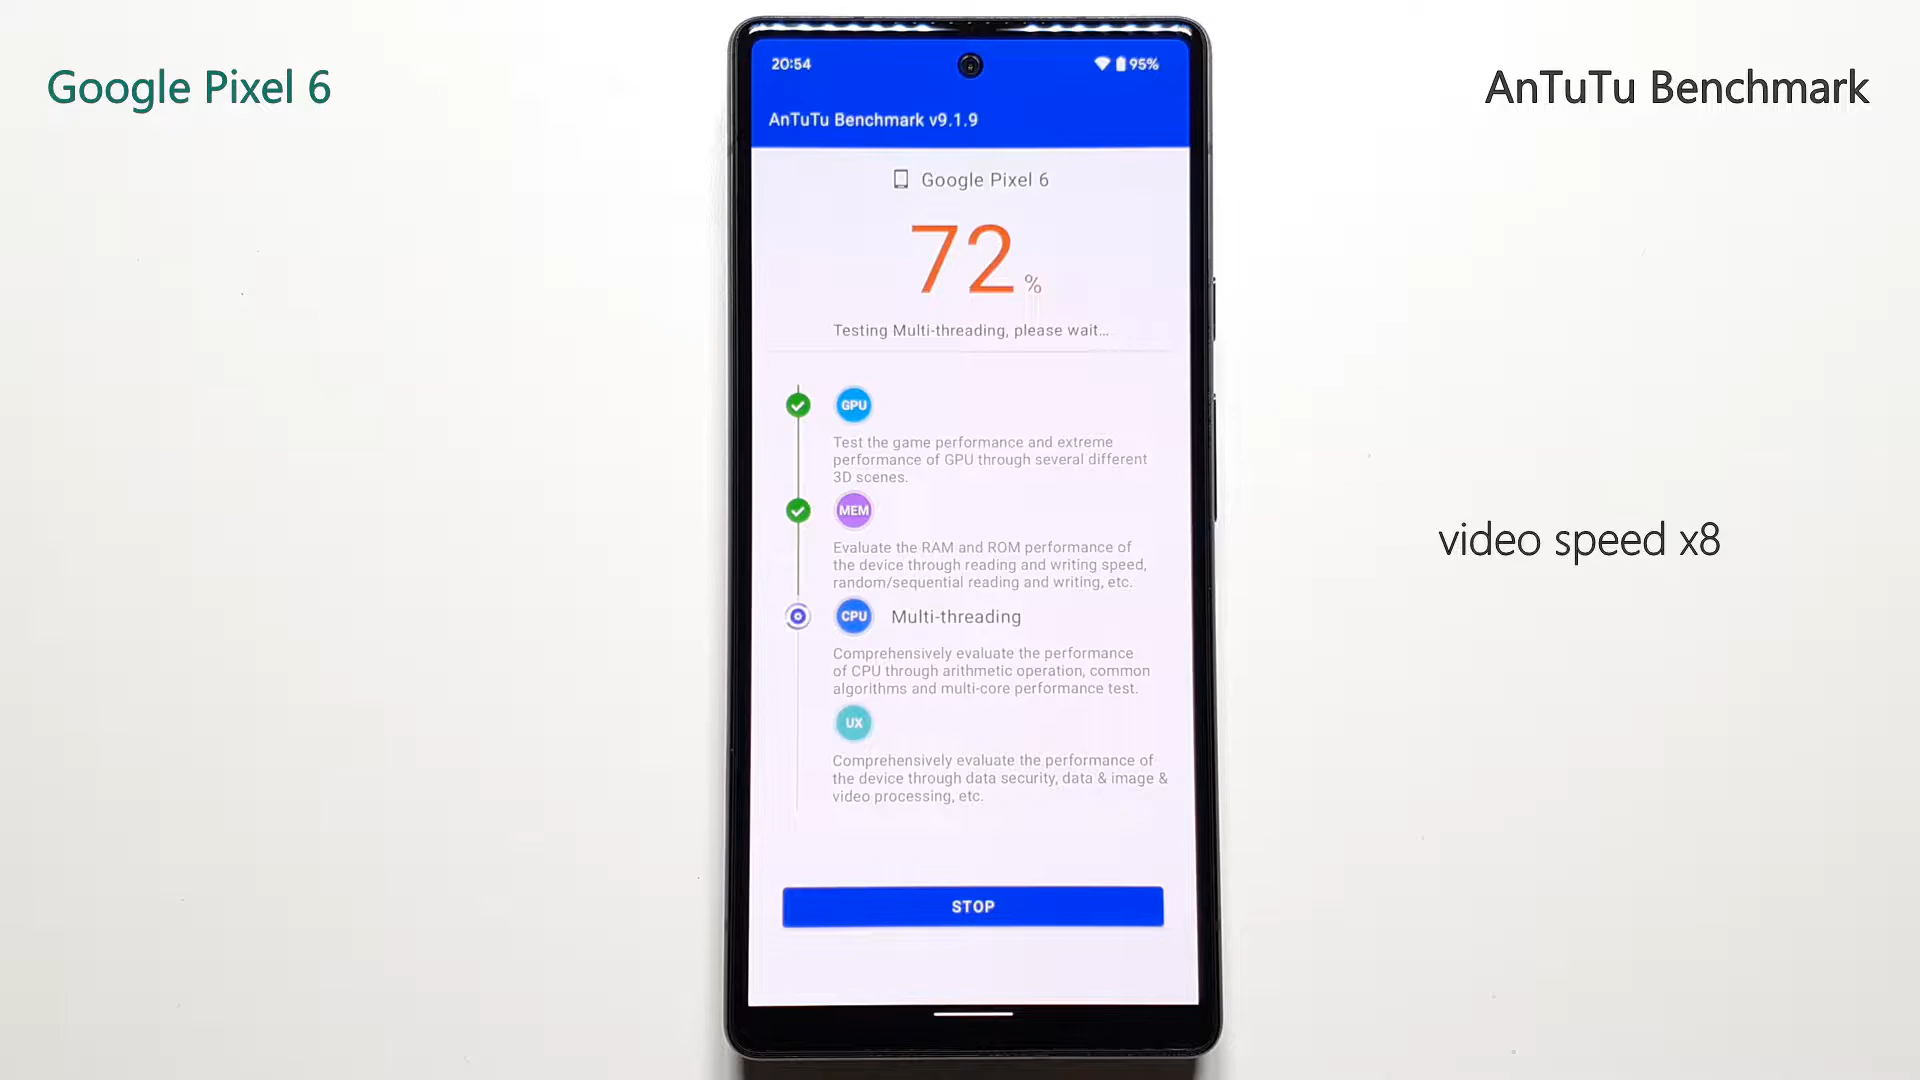 Google Pixel 6
AnTuTu Benchmark
20:54
95%
AnTuTu Benchmark v9.1.9
Google Pixel 6
72 %
Testing Multi-threading, please wait...
GPU
Test the game performance and extreme
performance of GPU through several different
3D scenes.
MEM
Evaluate the RAM and ROM performance of
the device through reading and writing speed,
random/sequential reading and writing, etc.
CPU Multi-threading
Comprehensively evaluate the performance
of CPU through arithmetic operation, common
algorithms and multi-core performance test.
UX
Comprehensively evaluate the performance of
the device through data security, data & image &
video processing, etc.
STOP
video speed x8